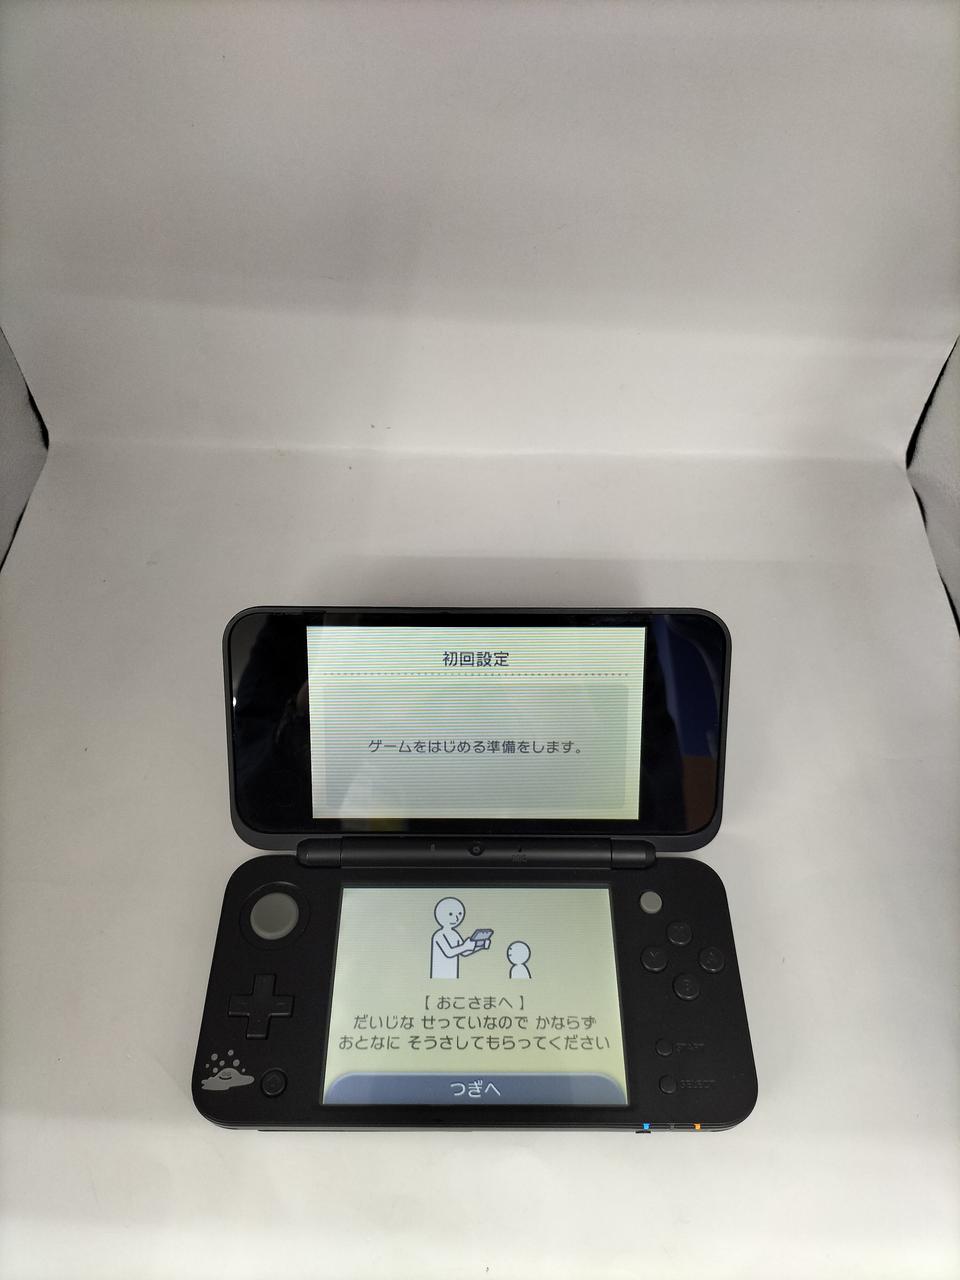 初回設定
ゲームをはじめる準備をします。
【 おこさまへ 】
だいじな せっていなので かならず
おとなに そうさしてもらってください
つぎへ
X
Y
A
B
START
SELECT